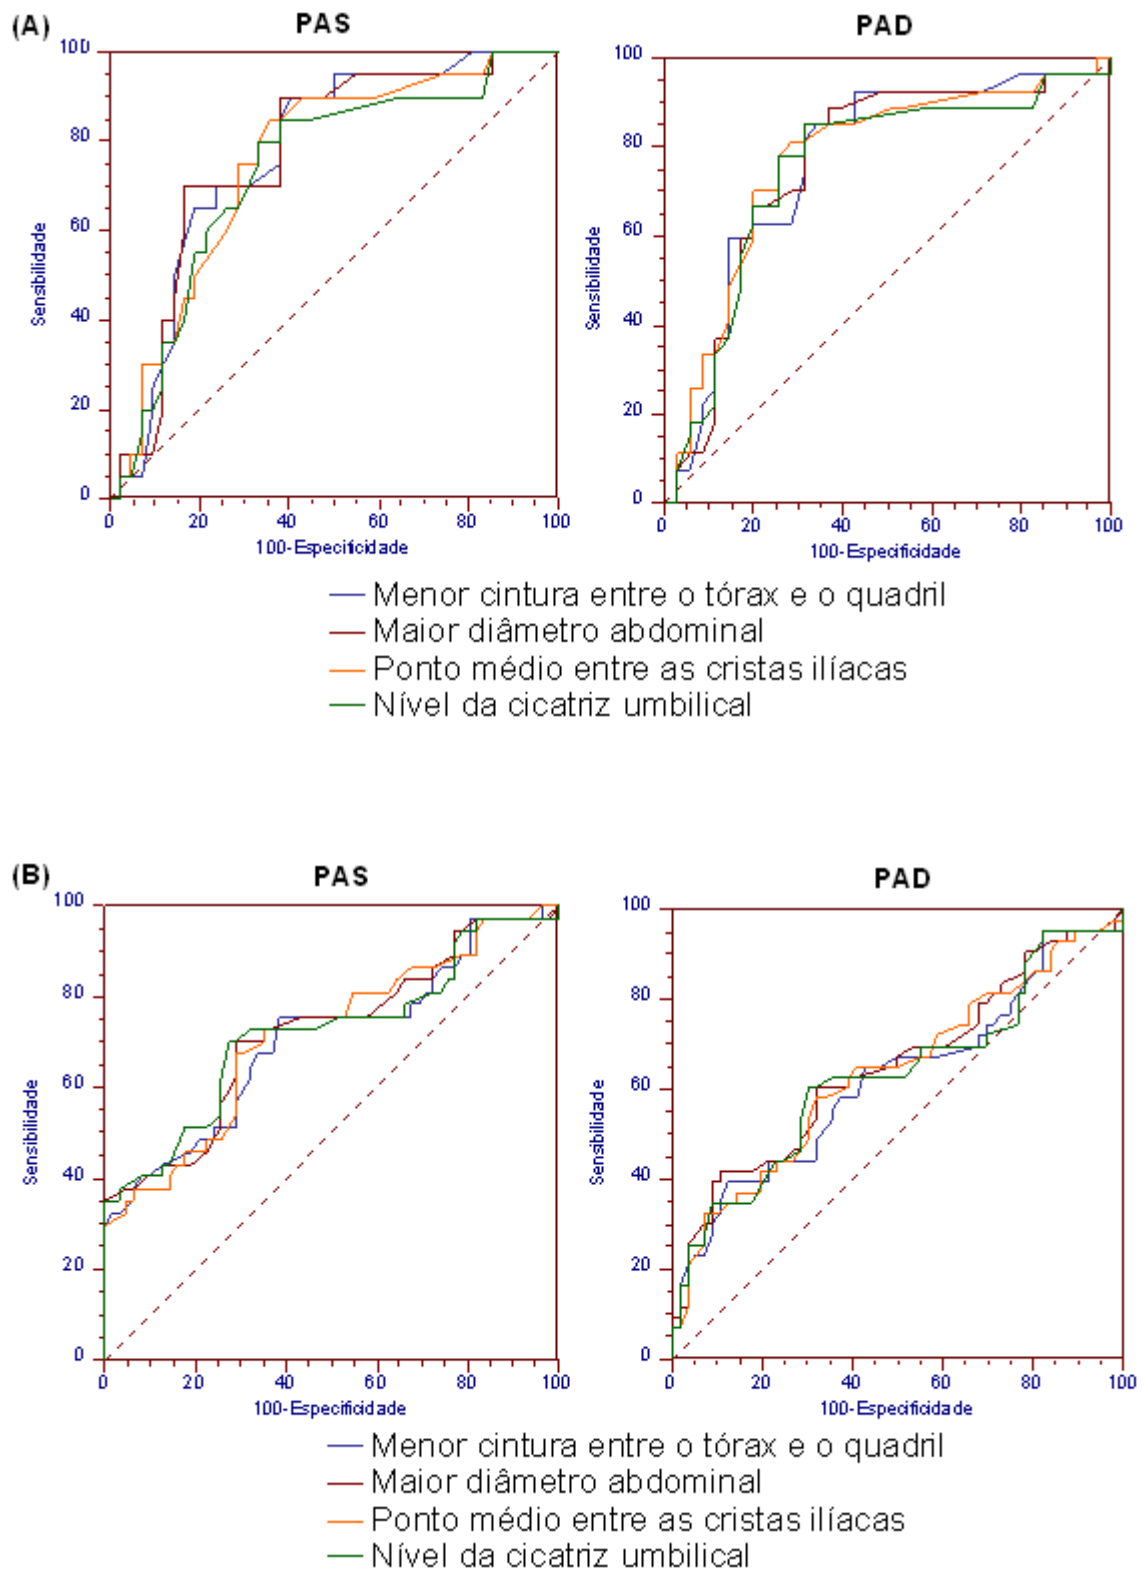 (A) PAS PAD
100 100
80 80
60 60
Sensibilidade Sensibilidade
40 40
20 20
0 0
0 20 40 60 80 100 0 20 40 60 80 100
100-Especificidade 100-Especificidade
Menor cintura entre o tórax e o quadril
Maior diâmetro abdominal
Ponto médio entre as cristas ilíacas
Nível da cicatriz umbilical
(B) PAS PAD
100 100
80 80
60 60
Sensibilidade Sensibilidade
40 40
20 20
0 0
0 20 40 60 80 100 0 20 40 60 80 100
100-Especificidade 100-Especificidade
Menor cintura entre o tórax e o quadril
Maior diâmetro abdominal
Ponto médio entre as cristas ilíacas
Nível da cicatriz umbilical